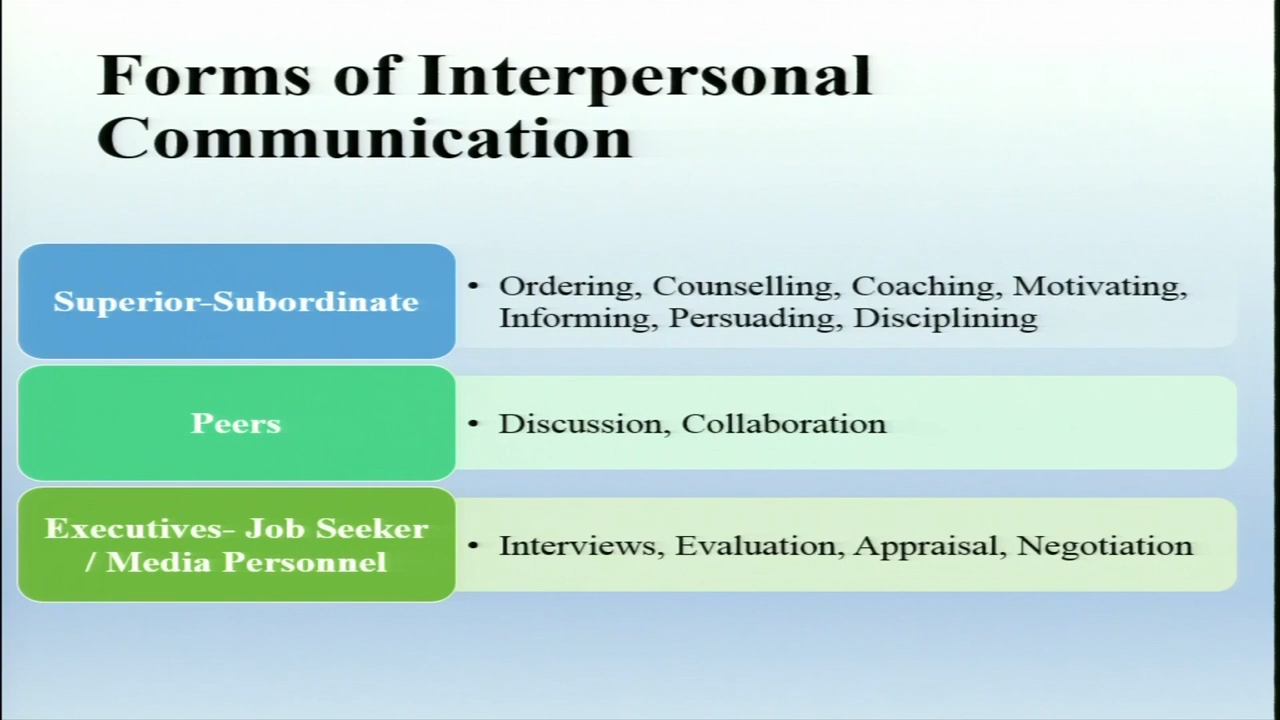 Forms of Interpersonal
Communication
Superior-Subordinate
• Ordering, Counselling, Coaching, Motivating,
Informing, Persuading, Disciplining
Peers
• Discussion, Collaboration
Executives- Job Seeker
/ Media Personnel
• Interviews, Evaluation, Appraisal, Negotiation